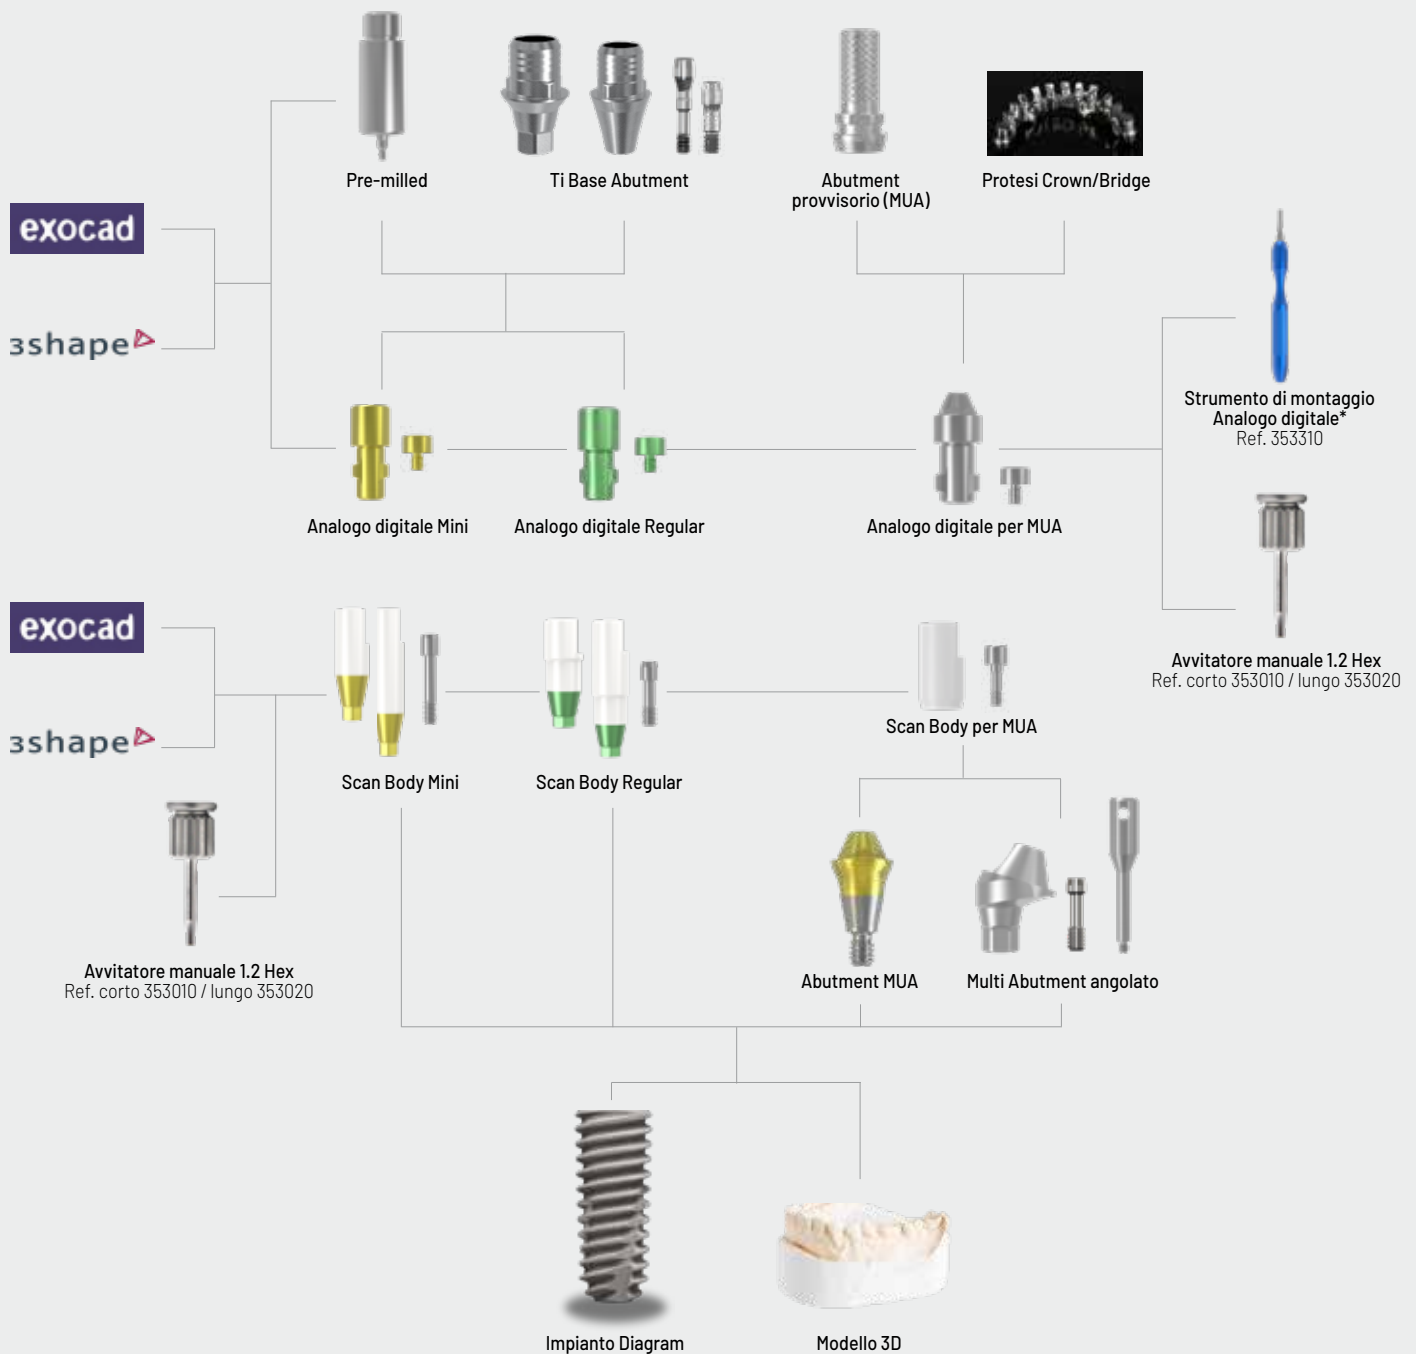 Pre-milled
Ti Base Abutment
Abutment
provvisorio (MUA)
Protesi Crown/Bridge
exocad
3shape
Strumento di montaggio
Analogo digitale*
Ref. 353310
Analogo digitale Mini
Analogo digitale Regular
Analogo digitale per MUA
exocad
3shape
Avvitatore manuale 1.2 Hex
Ref. corto 353010 / lungo 353020
Scan Body per MUA
Scan Body Mini
Scan Body Regular
Avvitatore manuale 1.2 Hex
Ref. corto 353010 / lungo 353020
Abutment MUA
Multi Abutment angolato
Impianto Diagram
Modello 3D